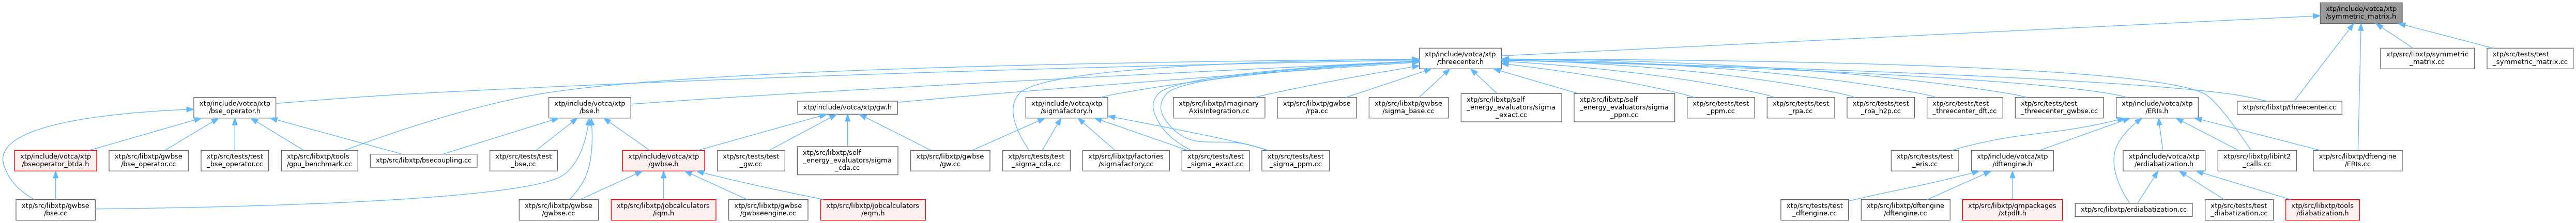 xtp/include/votca/xtp
/symmetric_matrix.h
xtp/include/votca/xtp
/threecenter.h
xtp/src/libxtp/symmetric
_matrix.cc
xtp/src/tests/test
_symmetric_matrix.cc
xtp/include/votca/xtp
/bse_operator.h
xtp/include/votca/xtp
/bse.h
xtp/include/votca/xtp/gw.h
xtp/include/votca/xtp
/sigmafactory.h
xtp/src/libxtp/Imaginary
AxisIntegration.cc
xtp/src/libxtp/gwbse
/rpa.cc
xtp/src/libxtp/gwbse
/sigma_base.cc
xtp/src/libxtp/self
_energy_evaluators/sigma
_exact.cc
xtp/src/libxtp/self
_energy_evaluators/sigma
_ppm.cc
xtp/src/tests/test
_ppm.cc
xtp/src/tests/test
_rpa.cc
xtp/src/tests/test
_rpa_h2p.cc
xtp/src/tests/test
_threecenter_dft.cc
xtp/src/tests/test
_threecenter_gwbse.cc
xtp/include/votca/xtp
/ERIs.h
xtp/src/libxtp/threecenter.cc
xtp/include/votca/xtp
/bseoperator_btda.h
xtp/src/libxtp/gwbse
/bse_operator.cc
xtp/src/tests/test
_bse_operator.cc
xtp/src/libxtp/tools
/gpu_benchmark.cc
xtp/src/libxtp/bsecoupling.cc
xtp/src/tests/test
_bse.cc
xtp/include/votca/xtp
/gwbse.h
xtp/src/tests/test
_gw.cc
xtp/src/libxtp/self
_energy_evaluators/sigma
_cda.cc
xtp/src/libxtp/gwbse
/gw.cc
xtp/src/tests/test
_sigma_cda.cc
xtp/src/libxtp/factories
/sigmafactory.cc
xtp/src/tests/test
_sigma_exact.cc
xtp/src/tests/test
_sigma_ppm.cc
xtp/src/tests/test
_eris.cc
xtp/include/votca/xtp
/dftengine.h
xtp/include/votca/xtp
/erdiabatization.h
xtp/src/libxtp/libint2
_calls.cc
xtp/src/libxtp/dftengine
/ERIs.cc
xtp/src/libxtp/gwbse
/bse.cc
xtp/src/libxtp/gwbse
/gwbse.cc
xtp/src/libxtp/jobcalculators
/iqm.h
xtp/src/libxtp/gwbse
/gwbseengine.cc
xtp/src/libxtp/jobcalculators
/eqm.h
xtp/src/tests/test
_dftengine.cc
xtp/src/libxtp/dftengine
/dftengine.cc
xtp/src/libxtp/qmpackages
/xtpdft.h
xtp/src/libxtp/erdiabatization.cc
xtp/src/tests/test
_diabatization.cc
xtp/src/libxtp/tools
/diabatization.h